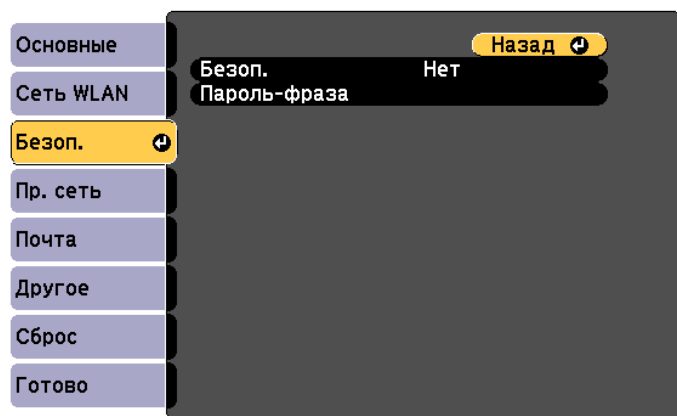 Основные
Сеть WLAN
Безоп.
Пр. сеть
Почта
Другое
Сброс
Готово
Назад
Безоп. Нет
Пароль-фраза